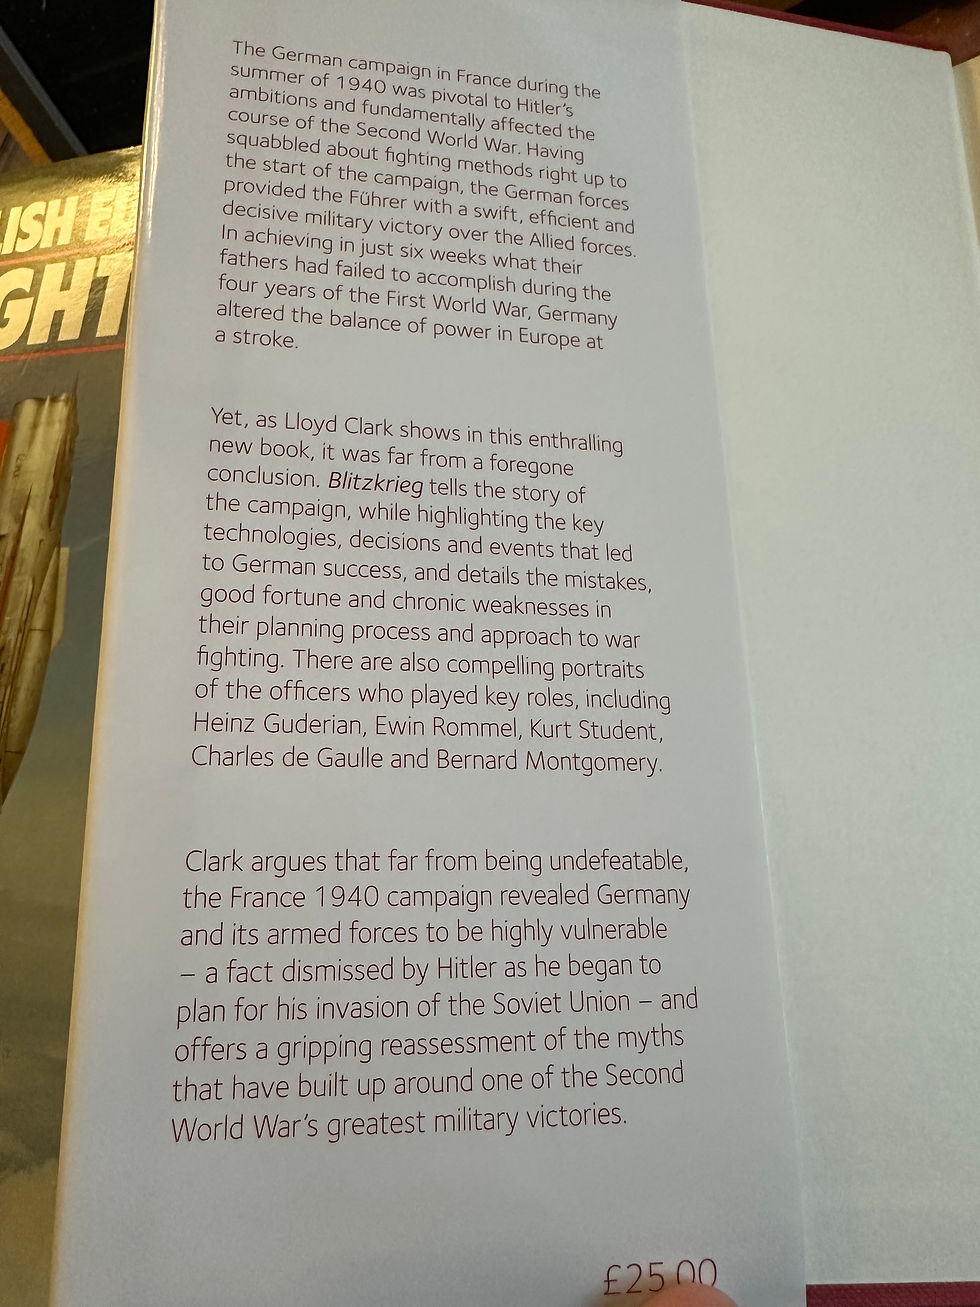 The German campaign in France during the
summer of 1940 was pivotal to Hitler's
ambitions and fundamentally affected the
course of the Second World War. Having
squabbled about fighting methods right up to
the start of the campaign, the German forces
provided the Führer with a swift, efficient and
decisive military victory over the Allied forces.
In achieving in just six weeks what their
fathers had failed to accomplish during the
four years of the First World War, Germany
altered the balance of power in Europe at
a stroke.
Yet, as Lloyd Clark shows in this enthralling
new book, it was far from a foregone
conclusion. Blitzkrieg tells the story of
the campaign, while highlighting the key
technologies, decisions and events that led
to German success, and details the mistakes,
good fortune and chronic weaknesses in
their planning process and approach to war
fighting. There are also compelling portraits
of the officers who played key roles, including
Heinz Guderian, Ewin Rommel, Kurt Student,
Charles de Gaulle and Bernard Montgomery.
Clark argues that far from being undefeatable,
the France 1940 campaign revealed Germany
and its armed forces to be highly vulnerable
– a fact dismissed by Hitler as he began to
plan for his invasion of the Soviet Union – and
offers a gripping reassessment of the myths
that have built up around one of the Second
World War's greatest military victories.
£25.00